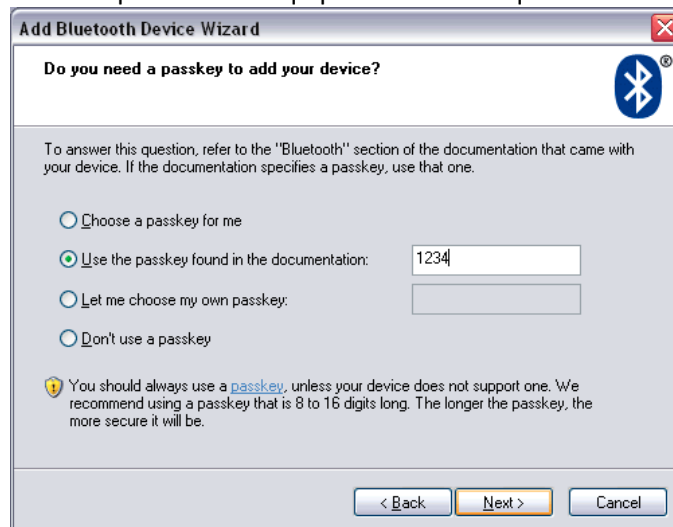 Add Bluetooth Device Wizard
Do you need a passkey to add your device?
®
To answer this question, refer to the "Bluetooth" section of the documentation that came with
your device. If the documentation specifies a passkey, use that one.
Choose a passkey for me
Use the passkey found in the documentation: 1234
Let me choose my own passkey:
Don't use a passkey
You should always use a passkey, unless your device does not support one. We
recommend using a passkey that is 8 to 16 digits long. The longer the passkey, the
more secure it will be.
< Back Next > Cancel